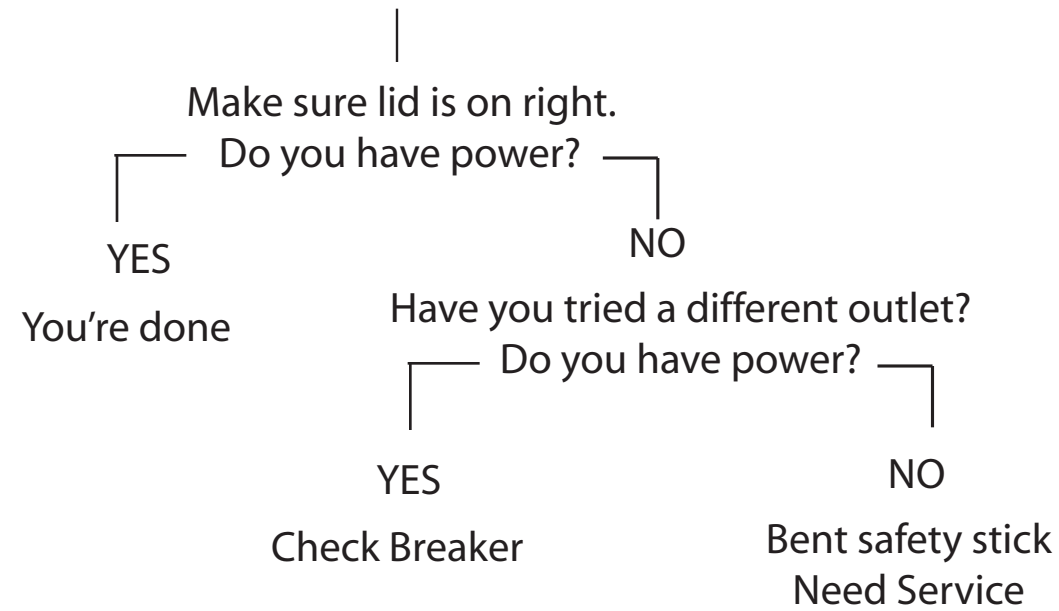 Make sure lid is on right.
Do you have power?
YES
You're done
NO
Have you tried a different outlet?
Do you have power?
YES
Check Breaker
NO
Bent safety stick
Need Service